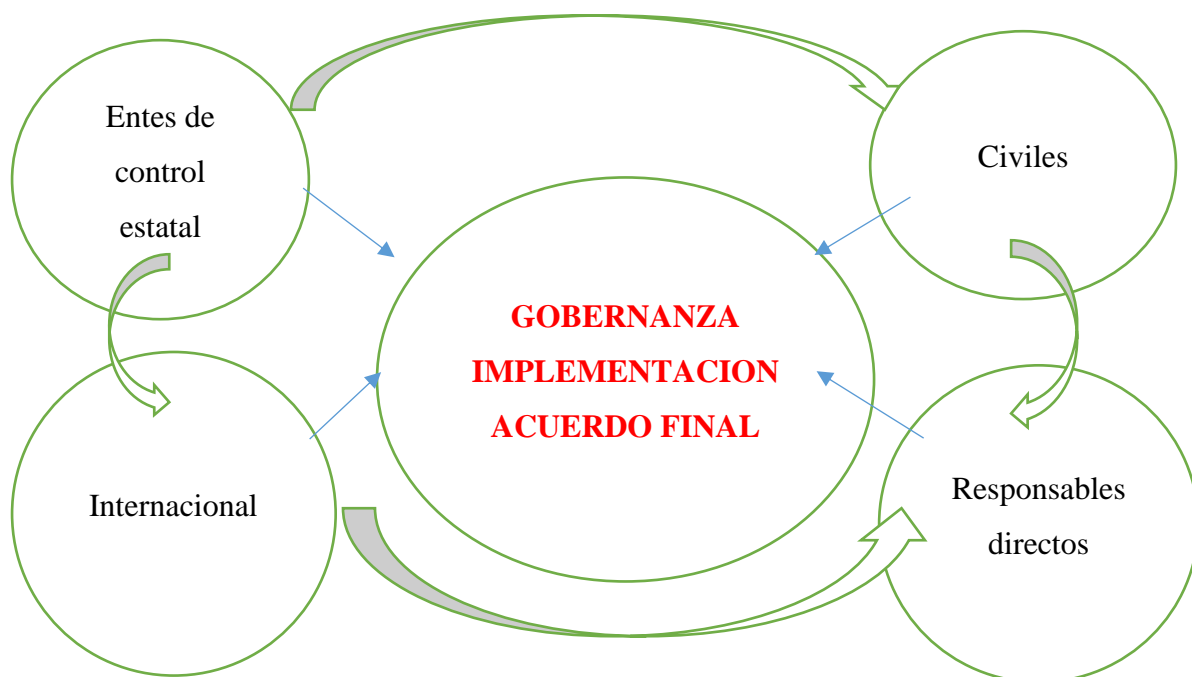 Entes de
control
estatal
Civiles
GOBERNANZA
IMPLEMENTACION
ACUERDO FINAL
Internacional
Responsables
directos